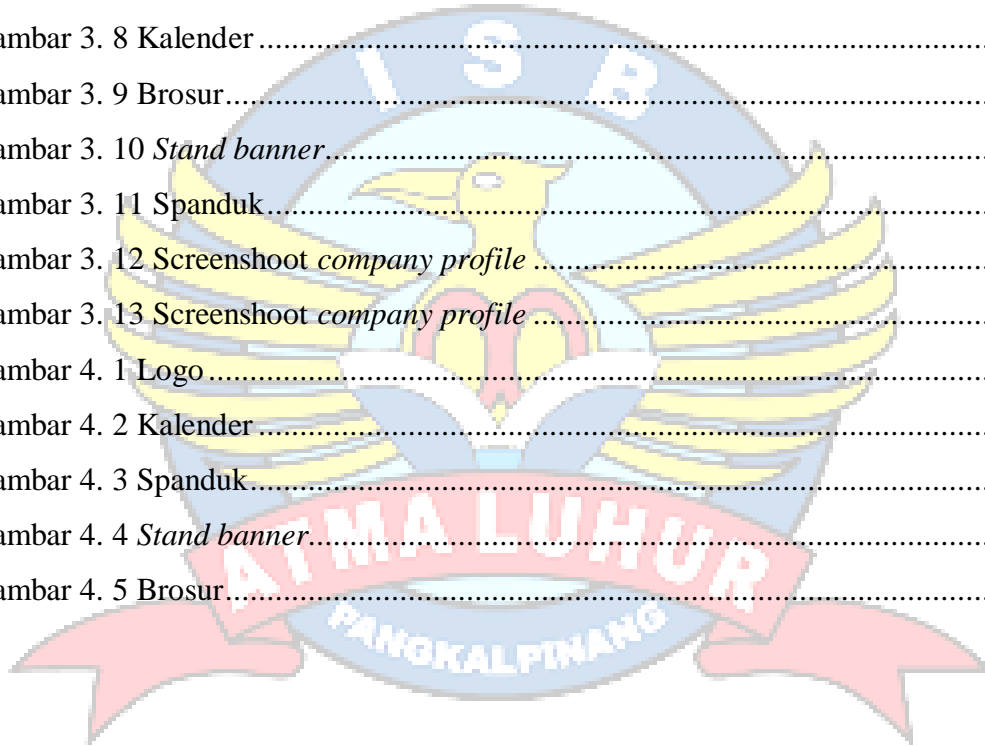 ambar 3. 8 Kalender ........................................................................................
ambar 3. 9 Brosur............................................................................................
ambar 3. 10 Stand banner................................................................................
ambar 3. 11 Spanduk.......................................................................................
ambar 3. 12 Screenshoot company profile .......................................................
ambar 3. 13 Screenshoot company profile .......................................................
ambar 4. 1 Logo...............................................................................................
ambar 4. 2 Kalender ........................................................................................
ambar 4. 3 Spanduk.........................................................................................
ambar 4. 4 Stand banner..................................................................................
ambar 4. 5 Brosur............................................................................................
I S B
ATMA LUHUR
PANGKALPINANG